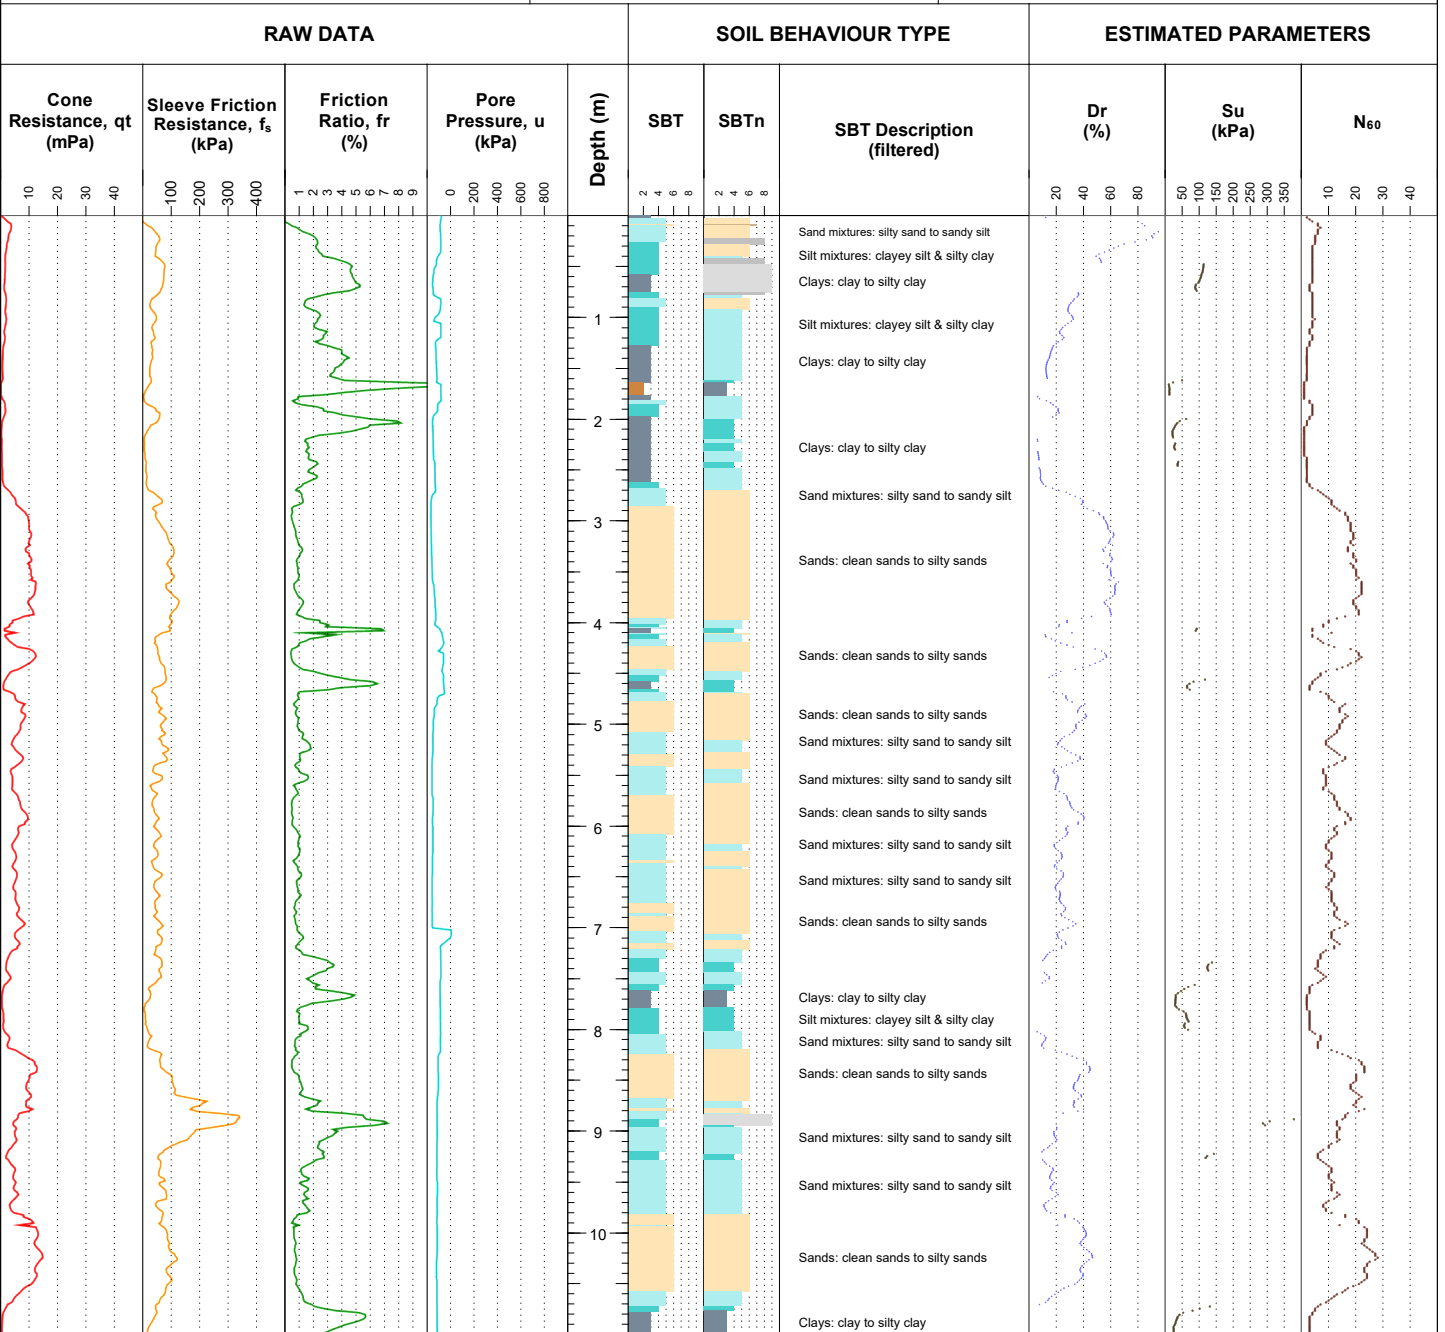 RAW DATA
SOIL BEHAVIOUR TYPE
ESTIMATED PARAMETERS
Cone
Resistance, qt
(mPa)
Sleeve Friction
Resistance, fs
(kPa)
Friction
Ratio, fr
(%)
Pore
Pressure, u
(kPa)
Depth (m)
SBT
SBTn
SBT Description
(filtered)
Dr
(%)
Su
(kPa)
N60
10 20 30 40
100 200 300 400
1 2 3 4 5 6 7 8 9
0 200 400 600 800
2 4 6 8
2 4 6 8
20 40 60 80
50 100 150 200 250 300 350
10 20 30 40
Sand mixtures: silty sand to sandy silt
Silt mixtures: clayey silt & silty clay
Clays: clay to silty clay
1
Silt mixtures: clayey silt & silty clay
Clays: clay to silty clay
2
Clays: clay to silty clay
Sand mixtures: silty sand to sandy silt
3
Sands: clean sands to silty sands
4
Sands: clean sands to silty sands
Sands: clean sands to silty sands
5
Sand mixtures: silty sand to sandy silt
Sand mixtures: silty sand to sandy silt
Sands: clean sands to silty sands
6
Sand mixtures: silty sand to sandy silt
Sand mixtures: silty sand to sandy silt
Sands: clean sands to silty sands
7
Clays: clay to silty clay
Silt mixtures: clayey silt & silty clay
8
Sand mixtures: silty sand to sandy silt
Sands: clean sands to silty sands
9
Sand mixtures: silty sand to sandy silt
Sand mixtures: silty sand to sandy silt
10
Sands: clean sands to silty sands
Clays: clay to silty clay